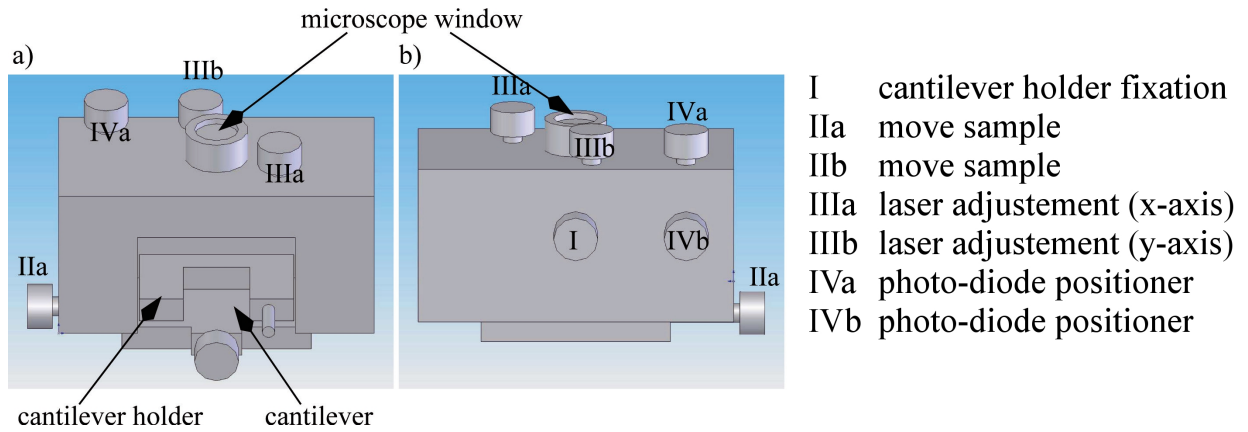 microscope window
a)
b)
IIIb
IVa
IIIa
IIa
cantilever holder
cantilever
IIIa
IIIb
IVa
I
IVb
IIa
I cantilever holder fixation
IIa move sample
IIb move sample
IIIa laser adjustement (x-axis)
IIIb laser adjustement (y-axis)
IVa photo-diode positioner
IVb photo-diode positioner